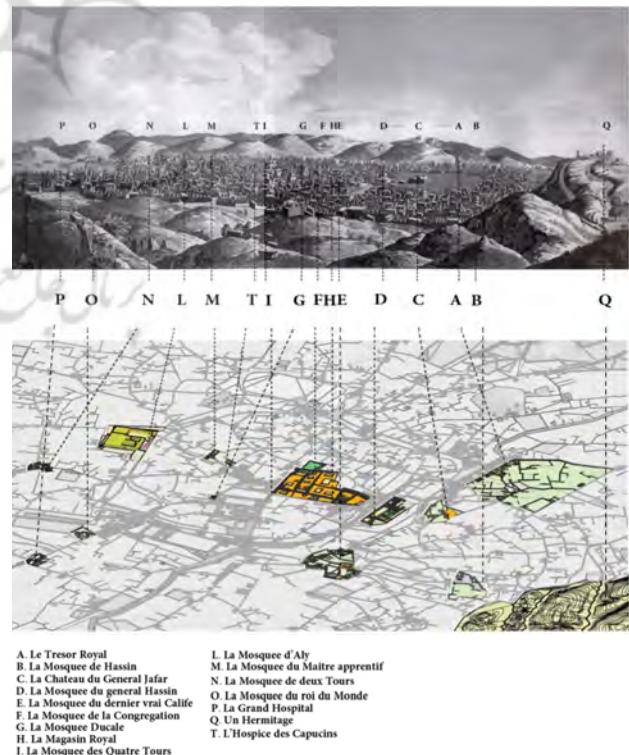 P O N L M TI G F HE D C A B Q
P O N L M T I G F H E D C A B Q
A. Le Tresor Royal
B. La Mosquee de Hassin
C. La Chateau du General Jafar
D. La Mosquee du general Hassin
E. La Mosquee du dernier vrai Calife
F. La Mosquee de la Congregation
G. La Mosquee Ducale
H. La Magasin Royal
I. La Mosquee des Quatre Tours
L. La Mosquee d'Aly
M. La Mosquee du Maitre apprentif
N. La Mosquee de deux Tours
O. La Mosquee du roi du Monde
P. La Grand Hospital
Q. Un Hermitage
T. L'Hospice des Capucins